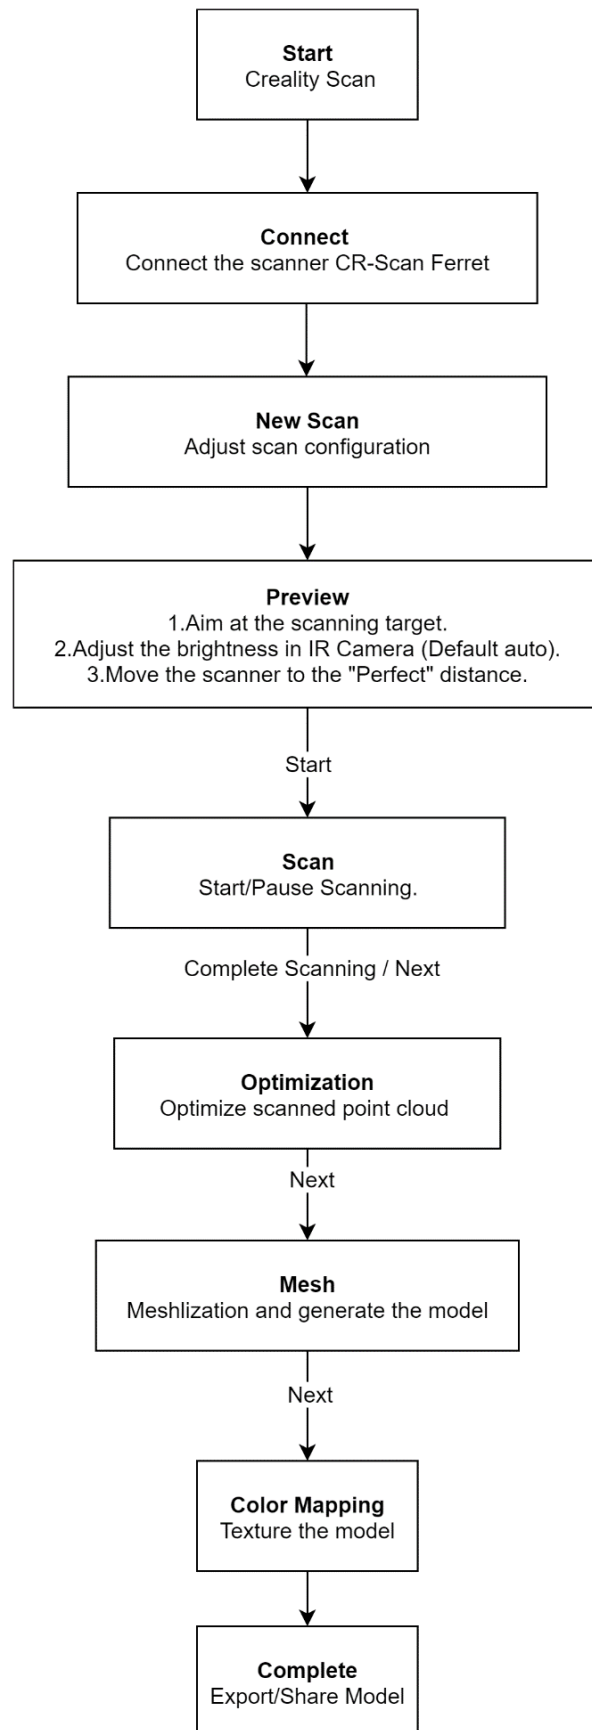 Start
Creality Scan
Connect
Connect the scanner CR-Scan Ferret
New Scan
Adjust scan configuration
Preview
1.Aim at the scanning target.
2.Adjust the brightness in IR Camera (Default auto).
3.Move the scanner to the "Perfect" distance.
Start
Scan
Start/Pause Scanning.
Complete Scanning / Next
Optimization
Optimize scanned point cloud
Next
Mesh
Meshlization and generate the model
Next
Color Mapping
Texture the model
Complete
Export/Share Model